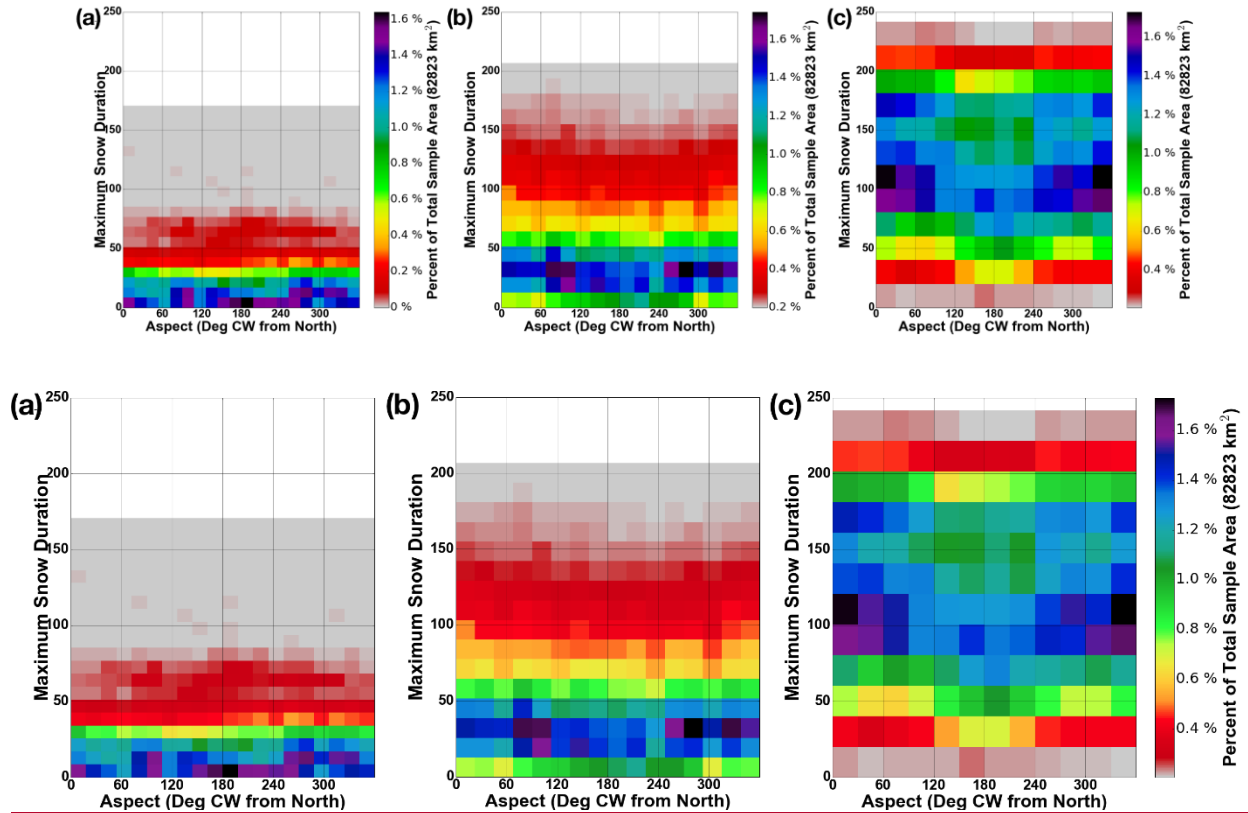 (a)
250
200
150
100
50
0
Maximum Snow Duration
0 60 120 180 240 300
Aspect (Deg CW from North)
1.6 %
1.4 %
1.2 %
1.0 %
0.8 %
0.6 %
0.4 %
0.2 %
0 %
Percent of Total Sample Area (82823 km²)
(b)
250
200
150
100
50
0
Maximum Snow Duration
0 60 120 180 240 300
Aspect (Deg CW from North)
1.6 %
1.4 %
1.2 %
1.0 %
0.8 %
0.6 %
0.4 %
0.2 %
Percent of Total Sample Area (82823 km²)
(c)
250
200
150
100
50
0
Maximum Snow Duration
0 60 120 180 240 300
Aspect (Deg CW from North)
1.6 %
1.4 %
1.2 %
1.0 %
0.8 %
0.6 %
0.4 %
Percent of Total Sample Area (82823 km²)
(a)
250
200
150
100
50
0
Maximum Snow Duration
0 60 120 180 240 300
Aspect (Deg CW from North)
(b)
250
200
150
100
50
0
Maximum Snow Duration
0 60 120 180 240 300
Aspect (Deg CW from North)
(c)
250
200
150
100
50
0
Maximum Snow Duration
0 60 120 180 240 300 360
Aspect (Deg CW from North)
1.6 %
1.4 %
1.2 %
1.0 %
0.8 %
0.6 %
0.4 %
Percent of Total Sample Area (82823 km²)